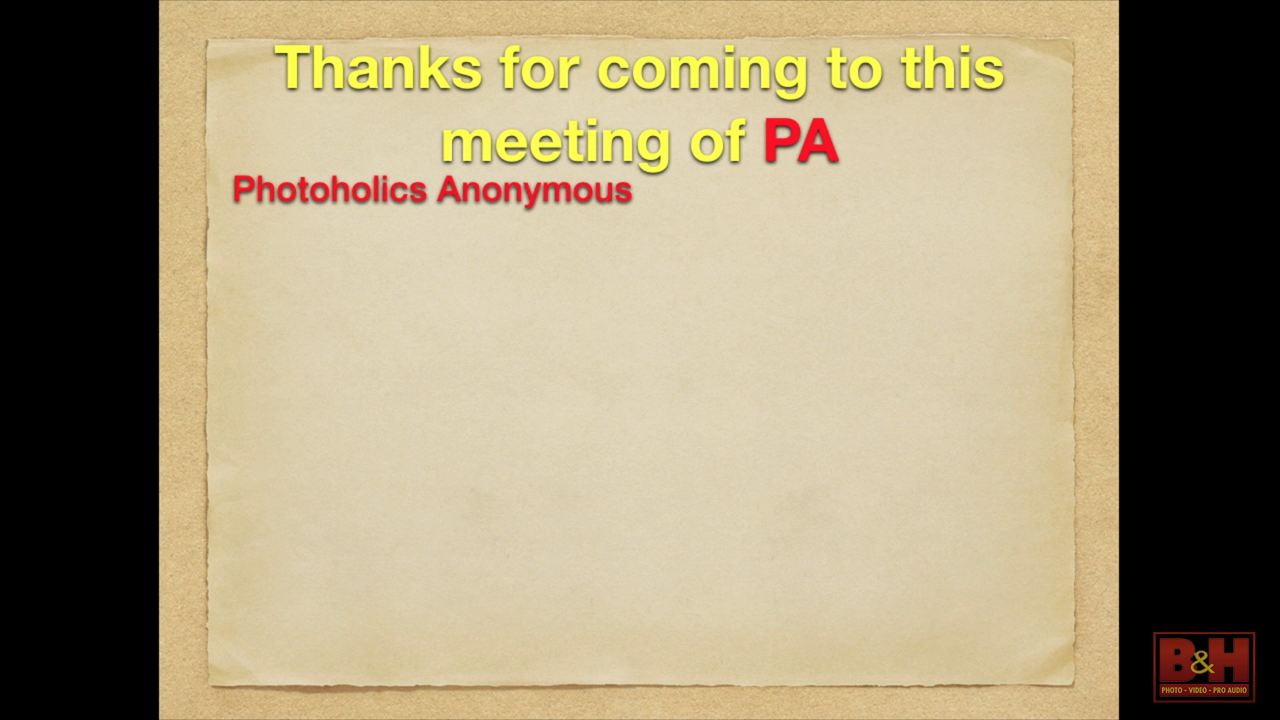 Thanks for coming to this
meeting of PA
Photoholics Anonymous
B&H
PHOTO - VIDEO - PRO AUDIO